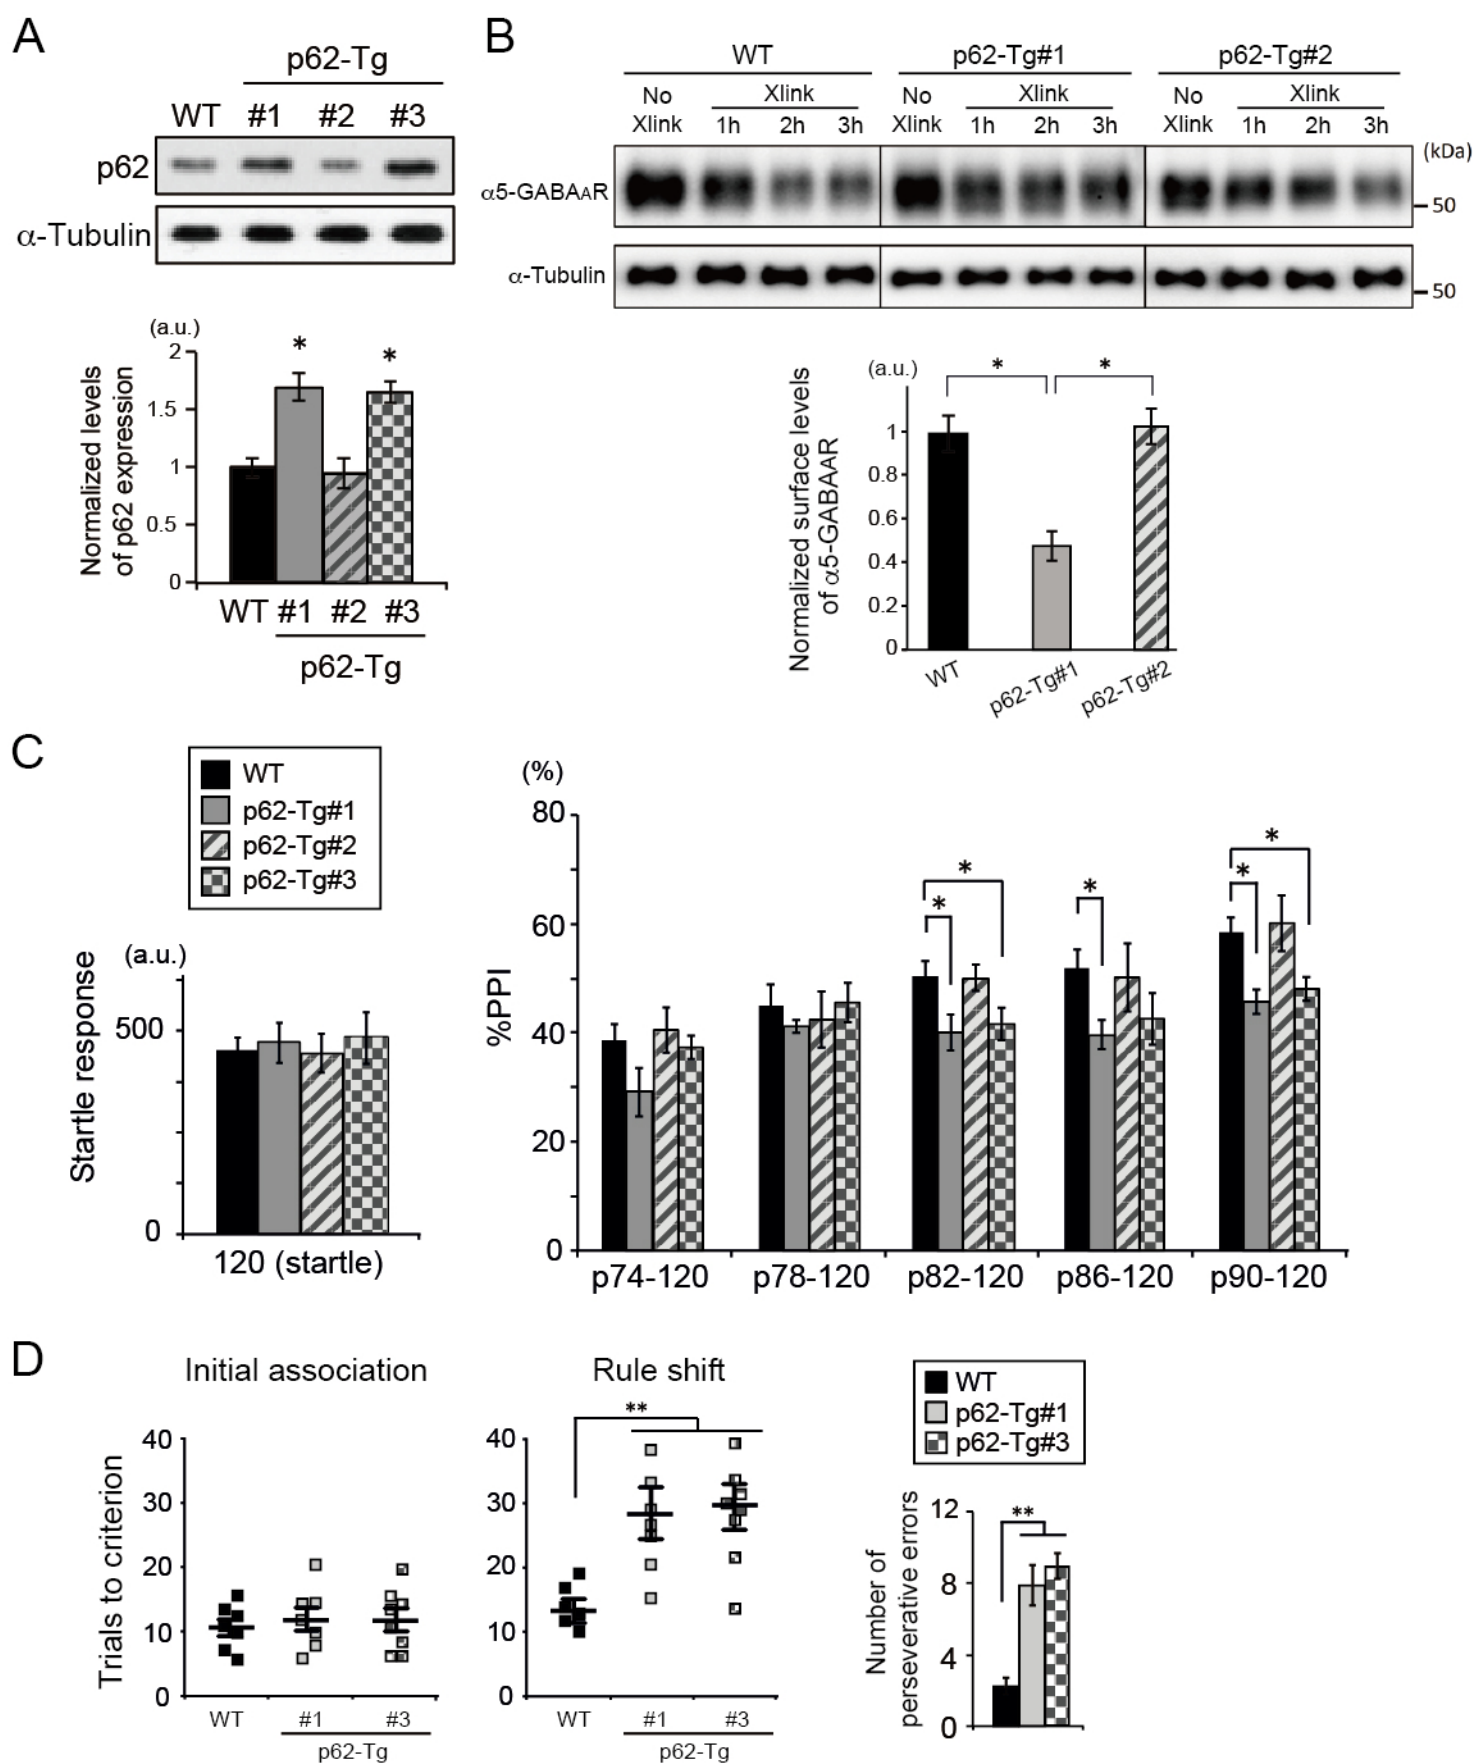 A
p62-Tg
WT #1 #2 #3
p62
α-Tubulin
(a.u.)
2
1.5
1
0.5
0
Normalized levels
of p62 expression
*
*
WT #1 #2 #3
p62-Tg
B
WT p62-Tg#1 p62-Tg#2
No Xlink No Xlink No Xlink
Xlink 1h 2h 3h Xlink 1h 2h 3h Xlink 1h 2h 3h
(kDa)
α5-GABAAR
50
α-Tubulin
50
(a.u.)
* *
1
0.8
0.6
0.4
0.2
0
Normalized surface levels
of α5-GABAAR
WT p62-Tg#1 p62-Tg#2
C
WT
p62-Tg#1
p62-Tg#2
p62-Tg#3
(a.u.)
500
0
Startle response
120 (startle)
(%)
80
60
40
20
0
%PPI
* * * * *
p74-120 p78-120 p82-120 p86-120 p90-120
D
Initial association
40
30
20
10
0
Trials to criterion
WT #1 #3
p62-Tg
Rule shift
**
40
30
20
10
0
WT #1 #3
p62-Tg
WT
p62-Tg#1
p62-Tg#3
12
8
4
0
**
Number of
perseverative errors